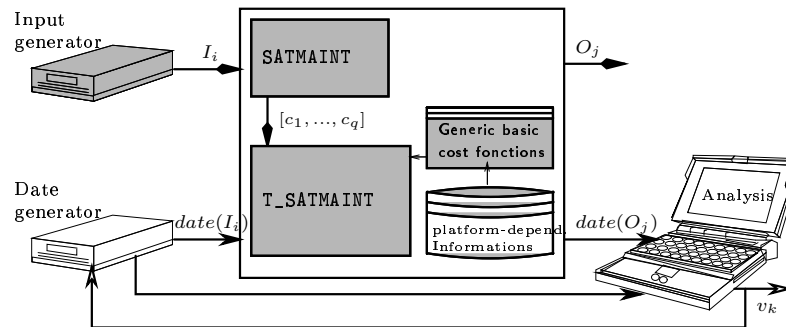 Input
generator
I_i
SATMAINT
O_j
[c_1, ..., c_q]
Generic basic
cost fonctions
T_SATMAINT
Date
generator
date(I_i)
platform-depend.
Informations
date(O_j)
Analysis
v_k